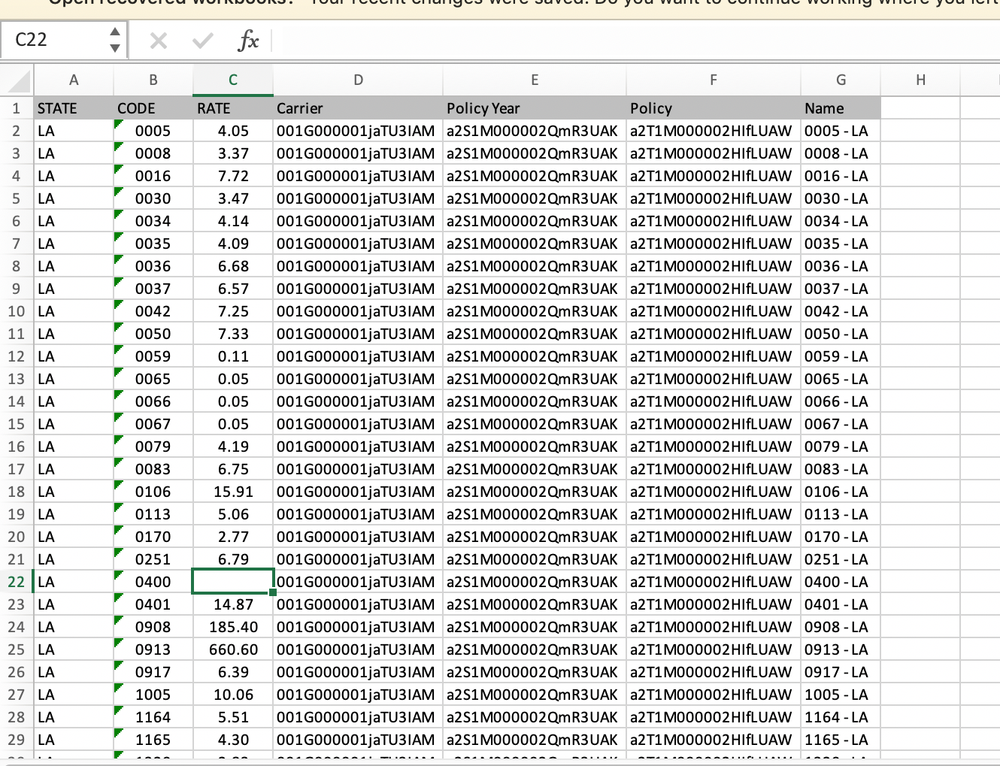 Open recovered workbooks? Your recent changes were saved. Do you want to continue working where you left
C22 fx
A B C D E F G H
1 STATE CODE RATE Carrier Policy Year Policy Name
2 LA 0005 4.05 001G000001jaTU3IAM a2S1M000002QmR3UAK a2T1M000002HIfLUAW 0005 - LA
3 LA 0008 3.37 001G000001jaTU3IAM a2S1M000002QmR3UAK a2T1M000002HIfLUAW 0008 - LA
4 LA 0016 7.72 001G000001jaTU3IAM a2S1M000002QmR3UAK a2T1M000002HIfLUAW 0016 - LA
5 LA 0030 3.47 001G000001jaTU3IAM a2S1M000002QmR3UAK a2T1M000002HIfLUAW 0030 - LA
6 LA 0034 4.14 001G000001jaTU3IAM a2S1M000002QmR3UAK a2T1M000002HIfLUAW 0034 - LA
7 LA 0035 4.09 001G000001jaTU3IAM a2S1M000002QmR3UAK a2T1M000002HIfLUAW 0035 - LA
8 LA 0036 6.68 001G000001jaTU3IAM a2S1M000002QmR3UAK a2T1M000002HIfLUAW 0036 - LA
9 LA 0037 6.57 001G000001jaTU3IAM a2S1M000002QmR3UAK a2T1M000002HIfLUAW 0037 - LA
10 LA 0042 7.25 001G000001jaTU3IAM a2S1M000002QmR3UAK a2T1M000002HIfLUAW 0042 - LA
11 LA 0050 7.33 001G000001jaTU3IAM a2S1M000002QmR3UAK a2T1M000002HIfLUAW 0050 - LA
12 LA 0059 0.11 001G000001jaTU3IAM a2S1M000002QmR3UAK a2T1M000002HIfLUAW 0059 - LA
13 LA 0065 0.05 001G000001jaTU3IAM a2S1M000002QmR3UAK a2T1M000002HIfLUAW 0065 - LA
14 LA 0066 0.05 001G000001jaTU3IAM a2S1M000002QmR3UAK a2T1M000002HIfLUAW 0066 - LA
15 LA 0067 0.05 001G000001jaTU3IAM a2S1M000002QmR3UAK a2T1M000002HIfLUAW 0067 - LA
16 LA 0079 4.19 001G000001jaTU3IAM a2S1M000002QmR3UAK a2T1M000002HIfLUAW 0079 - LA
17 LA 0083 6.75 001G000001jaTU3IAM a2S1M000002QmR3UAK a2T1M000002HIfLUAW 0083 - LA
18 LA 0106 15.91 001G000001jaTU3IAM a2S1M000002QmR3UAK a2T1M000002HIfLUAW 0106 - LA
19 LA 0113 5.06 001G000001jaTU3IAM a2S1M000002QmR3UAK a2T1M000002HIfLUAW 0113 - LA
20 LA 0170 2.77 001G000001jaTU3IAM a2S1M000002QmR3UAK a2T1M000002HIfLUAW 0170 - LA
21 LA 0251 6.79 001G000001jaTU3IAM a2S1M000002QmR3UAK a2T1M000002HIfLUAW 0251 - LA
22 LA 0400 001G000001jaTU3IAM a2S1M000002QmR3UAK a2T1M000002HIfLUAW 0400 - LA
23 LA 0401 14.87 001G000001jaTU3IAM a2S1M000002QmR3UAK a2T1M000002HIfLUAW 0401 - LA
24 LA 0908 185.40 001G000001jaTU3IAM a2S1M000002QmR3UAK a2T1M000002HIfLUAW 0908 - LA
25 LA 0913 660.60 001G000001jaTU3IAM a2S1M000002QmR3UAK a2T1M000002HIfLUAW 0913 - LA
26 LA 0917 6.39 001G000001jaTU3IAM a2S1M000002QmR3UAK a2T1M000002HIfLUAW 0917 - LA
27 LA 1005 10.06 001G000001jaTU3IAM a2S1M000002QmR3UAK a2T1M000002HIfLUAW 1005 - LA
28 LA 1164 5.51 001G000001jaTU3IAM a2S1M000002QmR3UAK a2T1M000002HIfLUAW 1164 - LA
29 LA 1165 4.30 001G000001jaTU3IAM a2S1M000002QmR3UAK a2T1M000002HIfLUAW 1165 - LA